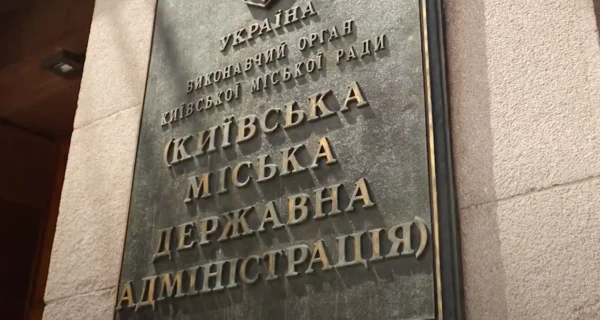 УКРАЇНА
ВИКОНАВЧИЙ ОРГАН
КИЇВСЬКОЇ МІСЬКОЇ РАДИ
(КИЇВСЬКА
МІСЬКА
ДЕРЖАВНА
АДМІНІСТРАЦІЯ)